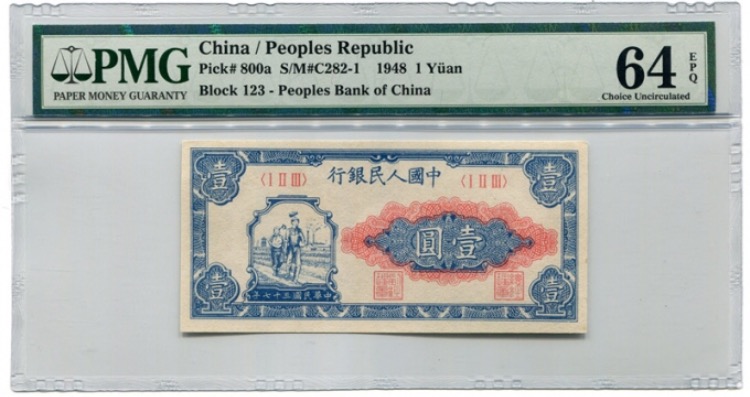 PMG
PAPER MONEY GUARANTY
China / Peoples Republic
Pick# 800a S/M#C282-1 1948 1 Yüan
Block 123 - Peoples Bank of China
64
EPQ
Choice Uncirculated
中國人民銀行
〈I II III〉
〈I II III〉
壹
壹
壹圓
壹
壹
中華民國三十七年